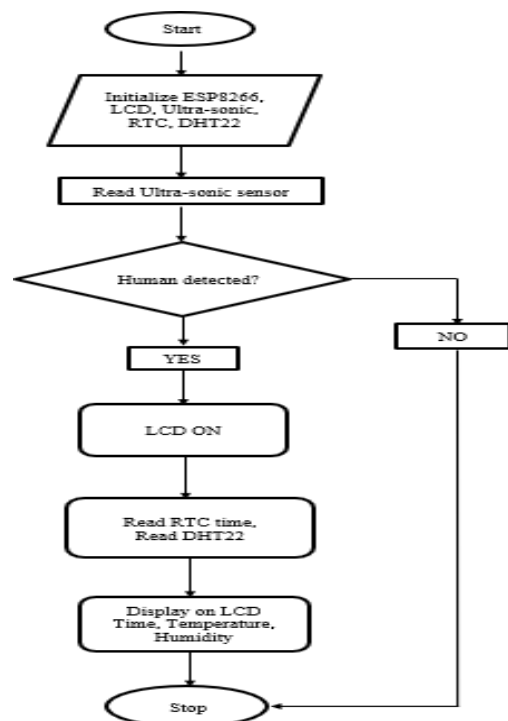 Start
Initialize ESP8266,
LCD, Ultra-sonic,
RTC, DHT22
Read Ultra-sonic sensor
Human detected?
NO
YES
LCD ON
Read RTC time,
Read DHT22
Display on LCD
Time, Temperature,
Humidity
Stop